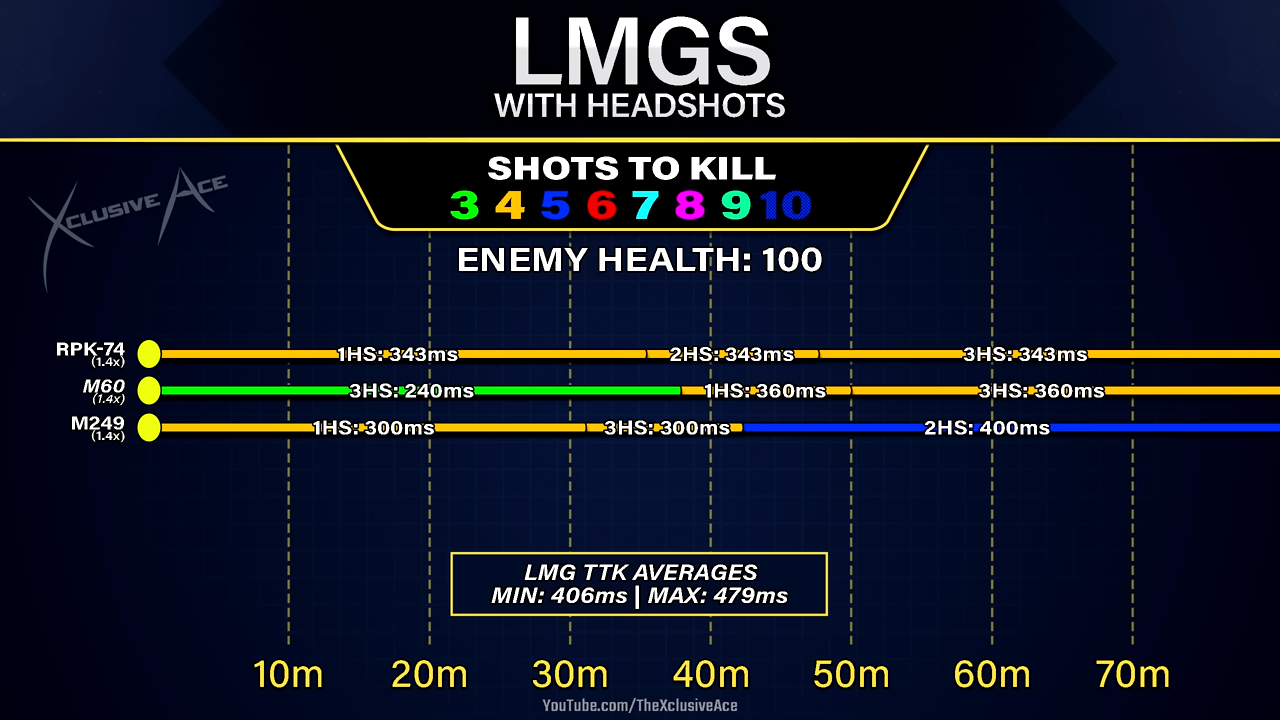 LMGS
WITH HEADSHOTS
XCLUSIVE ACE
SHOTS TO KILL
3 4 5 6 7 8 9 10
ENEMY HEALTH: 100
RPK-74
(1.4x)
1HS: 343ms 2HS: 343ms 3HS: 343ms
M60
(1.4x)
3HS: 240ms 1HS: 360ms 3HS: 360ms
M249
(1.4x)
1HS: 300ms 3HS: 300ms 2HS: 400ms
LMG TTK AVERAGES
MIN: 406ms | MAX: 479ms
10m 20m 30m 40m 50m 60m 70m
YouTube.com/TheXclusiveAce